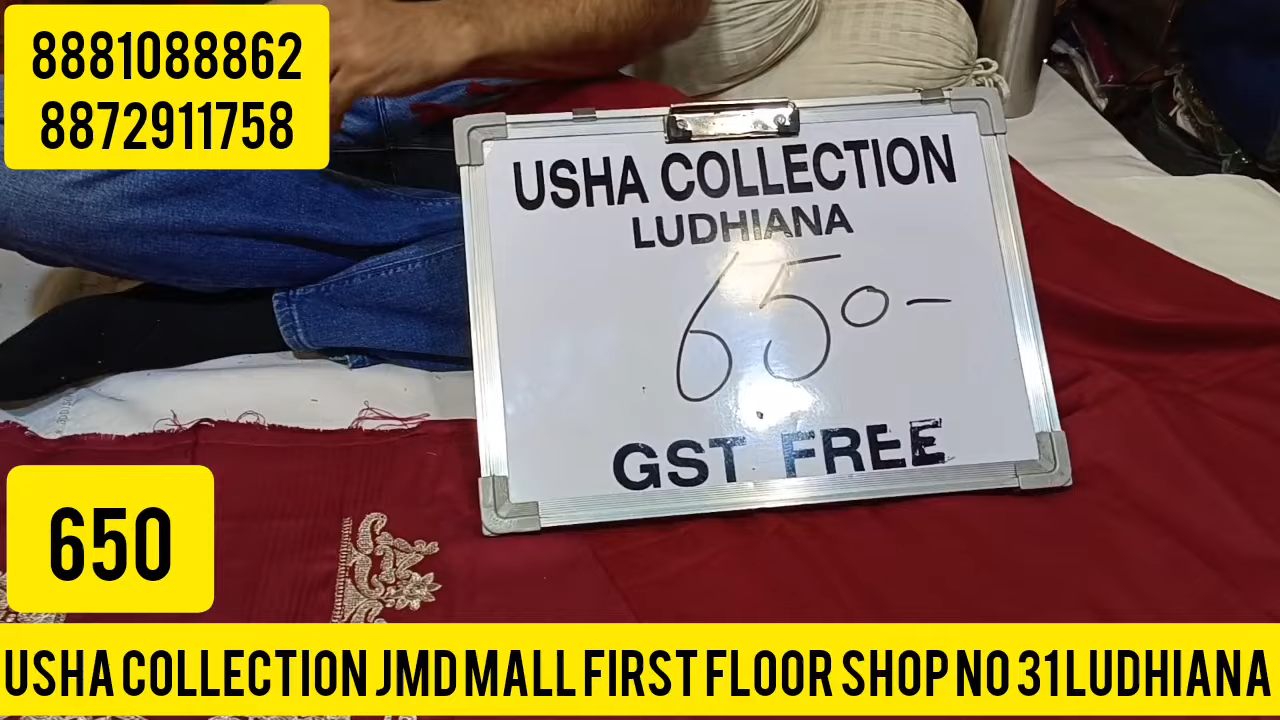 8881088862
8872911758
USHA COLLECTION
LUDHIANA
650-
GST FREE
650
USHA COLLECTION JMD MALL FIRST FLOOR SHOP NO 31 LUDHIANA